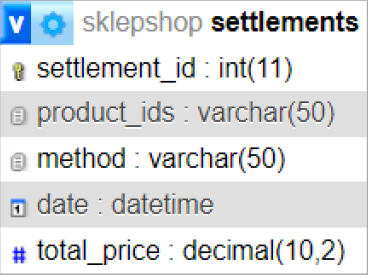 v sklepshop settlements
settlement_id : int(11)
product_ids : varchar(50)
method : varchar(50)
date : datetime
# total_price : decimal(10,2)